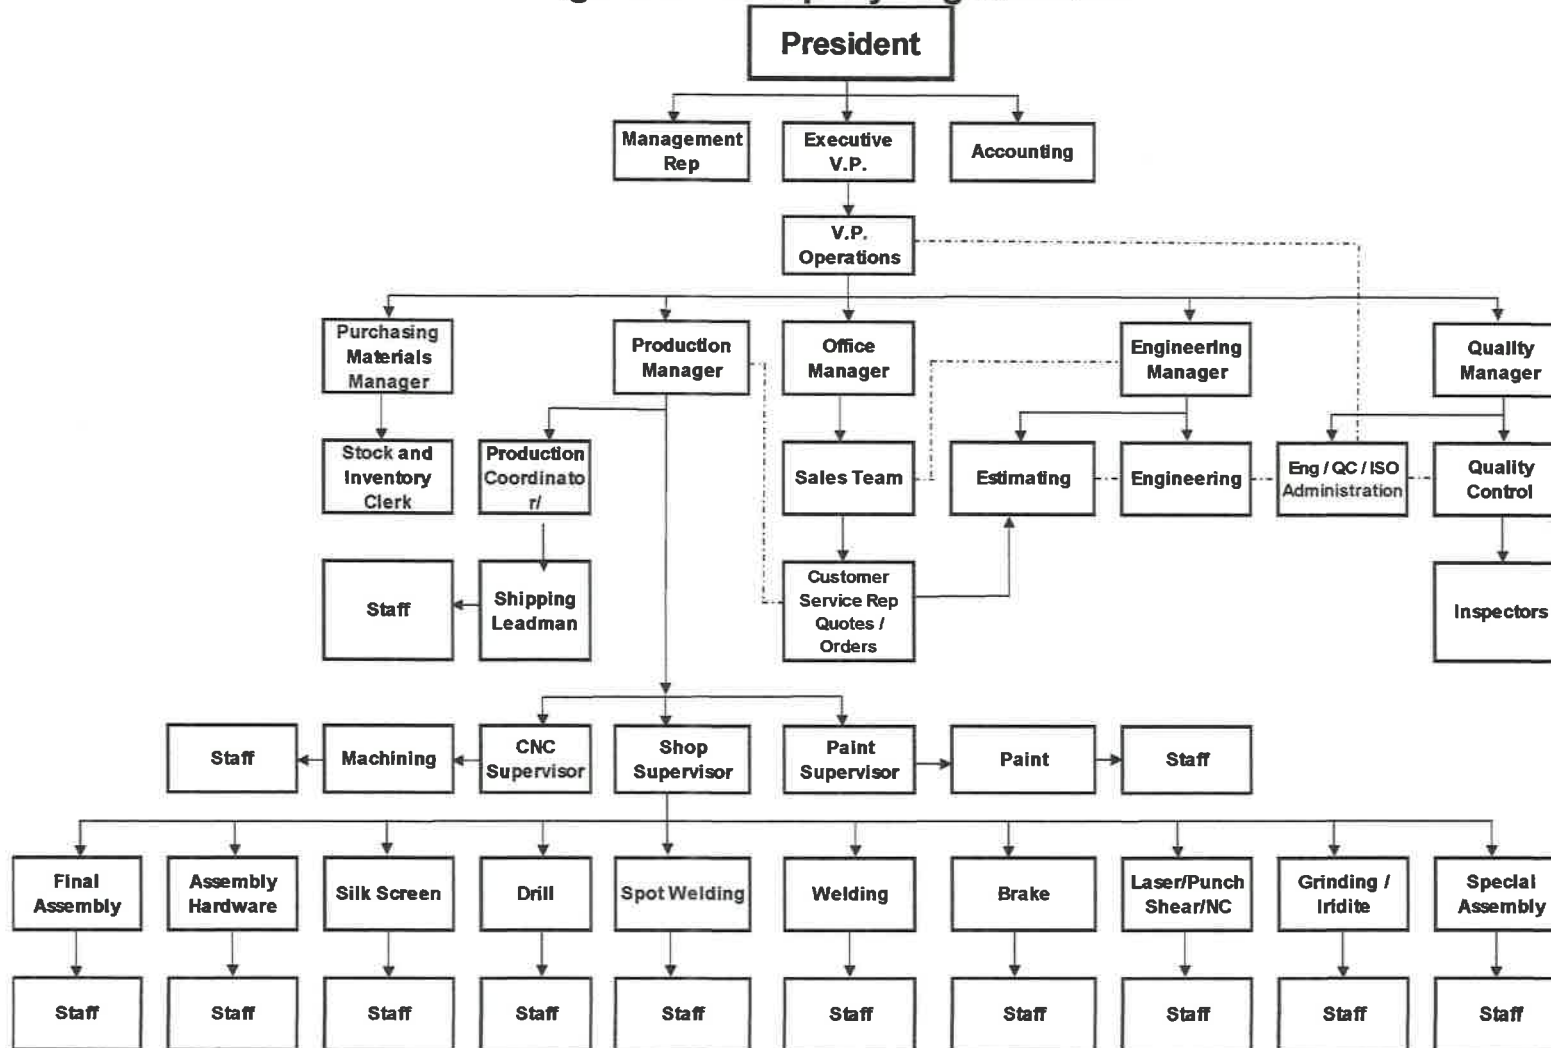 President
Management
Rep
Executive
V.P.
Accounting
V.P.
Operations
Purchasing
Materials
Manager
Production
Manager
Office
Manager
Engineering
Manager
Quality
Manager
Stock and
Inventory
Clerk
Production
Coordinato
r/
Sales Team
Estimating
Engineering
Eng / QC / ISO
Administration
Quality
Control
Staff
Shipping
Leadman
Customer
Service Rep
Quotes /
Orders
Inspectors
Staff
Machining
CNC
Supervisor
Shop
Supervisor
Paint
Supervisor
Paint
Staff
Final
Assembly
Assembly
Hardware
Silk Screen
Drill
Spot Welding
Welding
Brake
Laser/Punch
Shear/NC
Grinding /
Iridite
Special
Assembly
Staff
Staff
Staff
Staff
Staff
Staff
Staff
Staff
Staff
Staff